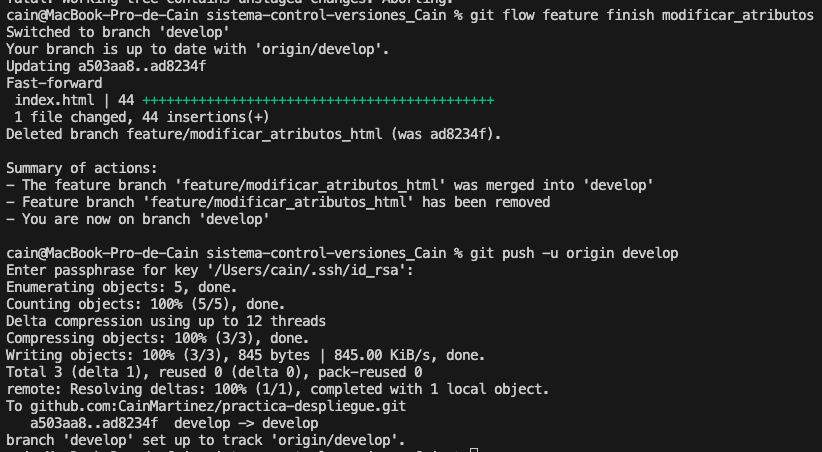 fatal: Working tree contains unstaged changes. Aborting.
cain@MacBook-Pro-de-Cain sistema-control-versiones_Cain % git flow feature finish modificar_atributos
Switched to branch 'develop'
Your branch is up to date with 'origin/develop'.
Updating a503aa8..ad8234f
Fast-forward
 index.html | 44 ++++++++++++++++++++++++++++++++++++++++++++
 1 file changed, 44 insertions(+)
Deleted branch feature/modificar_atributos_html (was ad8234f).

Summary of actions:
- The feature branch 'feature/modificar_atributos_html' was merged into 'develop'
- Feature branch 'feature/modificar_atributos_html' has been removed
- You are now on branch 'develop'

cain@MacBook-Pro-de-Cain sistema-control-versiones_Cain % git push -u origin develop
Enter passphrase for key '/Users/cain/.ssh/id_rsa':
Enumerating objects: 5, done.
Counting objects: 100% (5/5), done.
Delta compression using up to 12 threads
Compressing objects: 100% (3/3), done.
Writing objects: 100% (3/3), 845 bytes | 845.00 KiB/s, done.
Total 3 (delta 1), reused 0 (delta 0), pack-reused 0
remote: Resolving deltas: 100% (1/1), completed with 1 local object.
To github.com:CainMartinez/practica-despliegue.git
   a503aa8..ad8234f  develop -> develop
branch 'develop' set up to track 'origin/develop'.